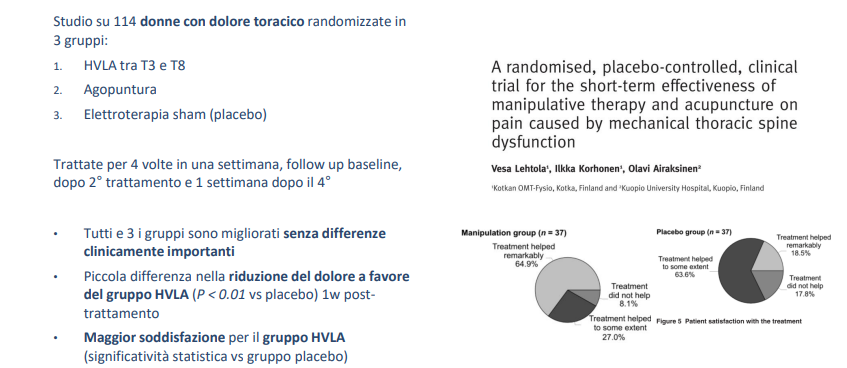 Studio su 114 donne con dolore toracico randomizzate in
3 gruppi:
1. HVLA tra T3 e T8
2. Agopuntura
3. Elettroterapia sham (placebo)
Trattate per 4 volte in una settimana, follow up baseline,
dopo 2° trattamento e 1 settimana dopo il 4°
• Tutti e 3 i gruppi sono migliorati senza differenze
clinicamente importanti
• Piccola differenza nella riduzione del dolore a favore
del gruppo HVLA (P < 0.01 vs placebo) 1w post-
trattamento
• Maggior soddisfazione per il gruppo HVLA
(significatività statistica vs gruppo placebo)
A randomised, placebo-controlled, clinical
trial for the short-term effectiveness of
manipulative therapy and acupuncture on
pain caused by mechanical thoracic spine
dysfunction
Vesa Lehtola¹, Ilkka Korhonen², Olavi Airaksinen²
¹Kotkan OMT-Fysio, Kotka, Finland and ²Kuopio University Hospital, Kuopio, Finland
Manipulation group (n = 37)
Treatment helped
remarkably
64.9%
Treatment
did not help
8.1%
Treatment helped
to some extent
27.0%
Placebo group (n = 37)
Treatment helped
remarkably
18.5%
Treatment helped
to some extent
63.6%
Treatment
did not help
17.8%
Figure 5 Patient satisfaction with the treatment